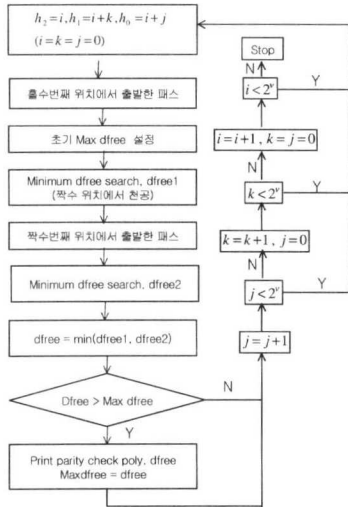 h₂ = i, h₁ = i + k, h₀ = i + j
(i = k = j = 0)
홀수번째 위치에서 출발한 패스
초기 Max dfree 설정
Minimum dfree search, dfree1
(짝수 위치에서 천공)
짝수번째 위치에서 출발한 패스
Minimum dfree search, dfree2
dfree = min(dfree1, dfree2)
Dfree > Max dfree
N
Y
Print parity check poly, dfree
Maxdfree = dfree
Stop
N
i < 2ᵛ
Y
i = i + 1, k = j = 0
N
k < 2ᵛ
Y
k = k + 1, j = 0
N
j < 2ᵛ
Y
j = j + 1